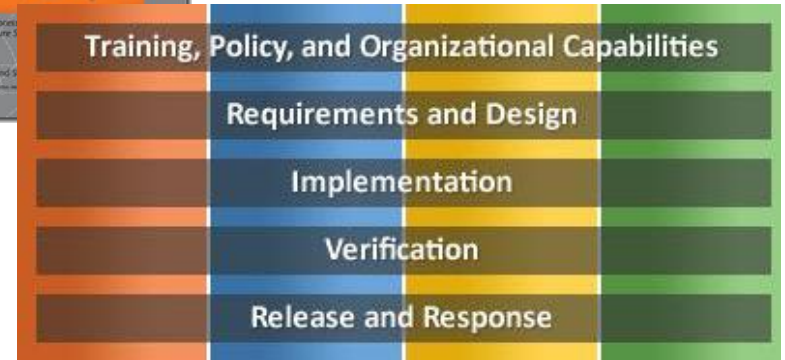 Training, Policy, and Organizational Capabilities
Requirements and Design
Implementation
Verification
Release and Response